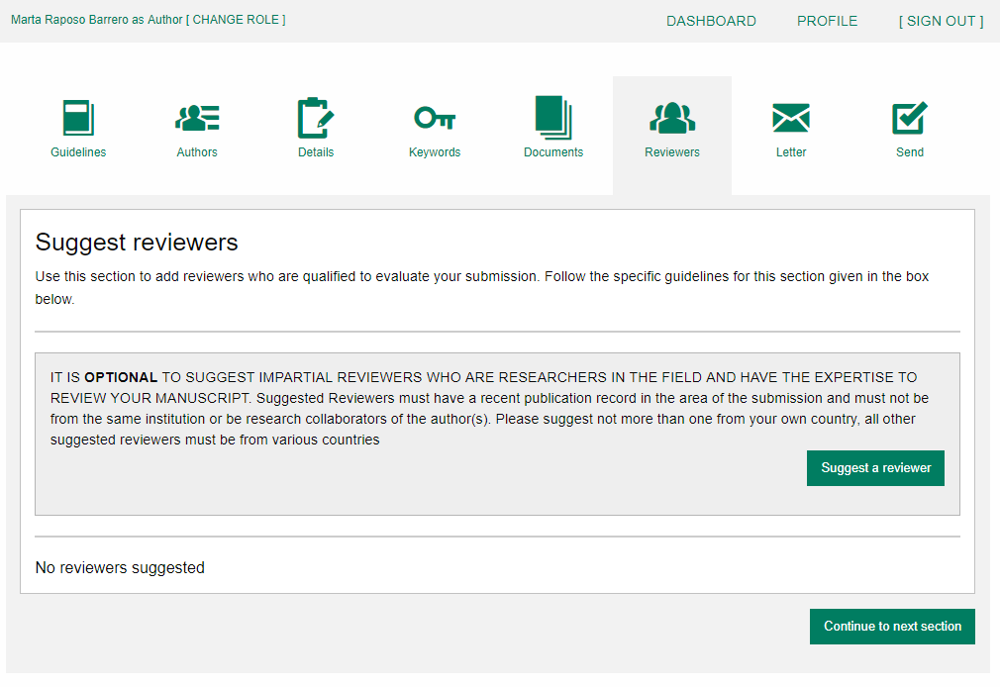 Marta Raposo Barrero as Author [ CHANGE ROLE ]
DASHBOARD PROFILE [ SIGN OUT ]
Guidelines Authors Details Keywords Documents Reviewers Letter Send
Suggest reviewers
Use this section to add reviewers who are qualified to evaluate your submission. Follow the specific guidelines for this section given in the box
below.
IT IS OPTIONAL TO SUGGEST IMPARTIAL REVIEWERS WHO ARE RESEARCHERS IN THE FIELD AND HAVE THE EXPERTISE TO
REVIEW YOUR MANUSCRIPT. Suggested Reviewers must have a recent publication record in the area of the submission and must not be
from the same institution or be research collaborators of the author(s). Please suggest not more than one from your own country, all other
suggested reviewers must be from various countries
Suggest a reviewer
No reviewers suggested
Continue to next section